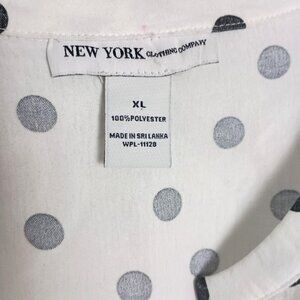 NEW YORK CLOTHING COMPANY
XL
100% POLYESTER
MADE IN SRI LANKA
WPL-11128